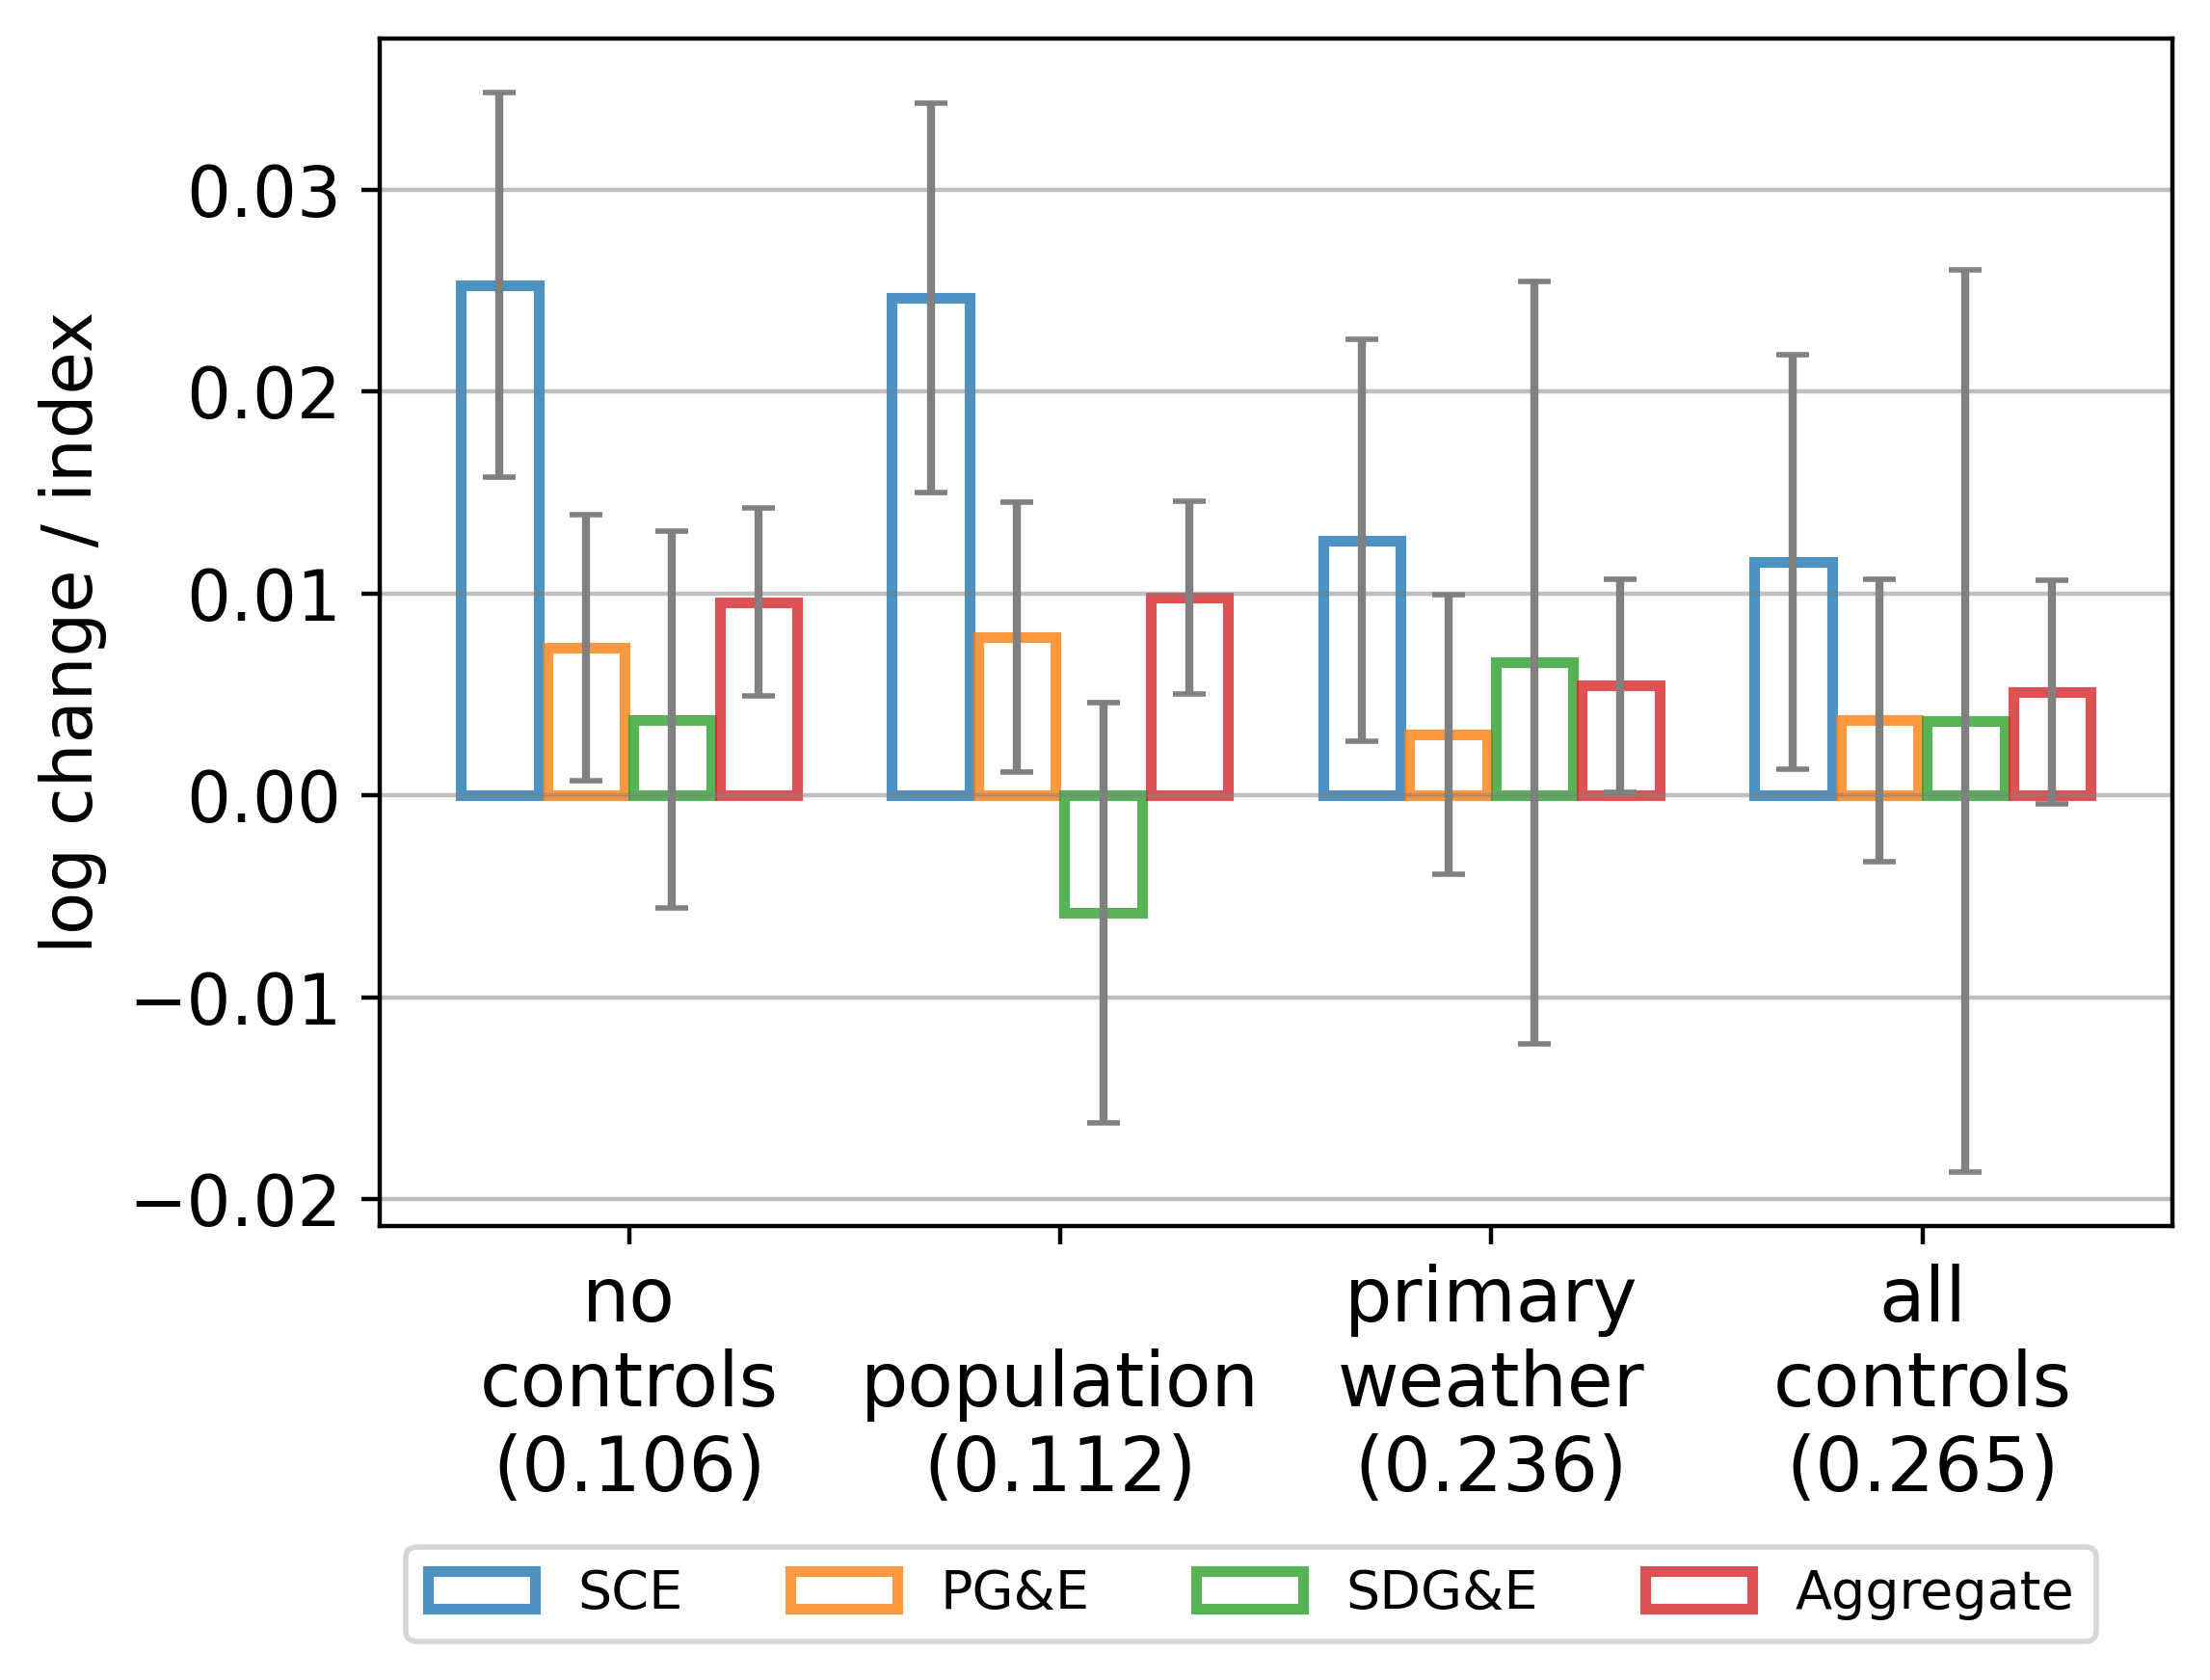 log change / index
0.03
0.02
0.01
0.00
−0.01
−0.02
no
controls
(0.106)
population
(0.112)
primary
weather
(0.236)
all
controls
(0.265)
SCE
PG&E
SDG&E
Aggregate